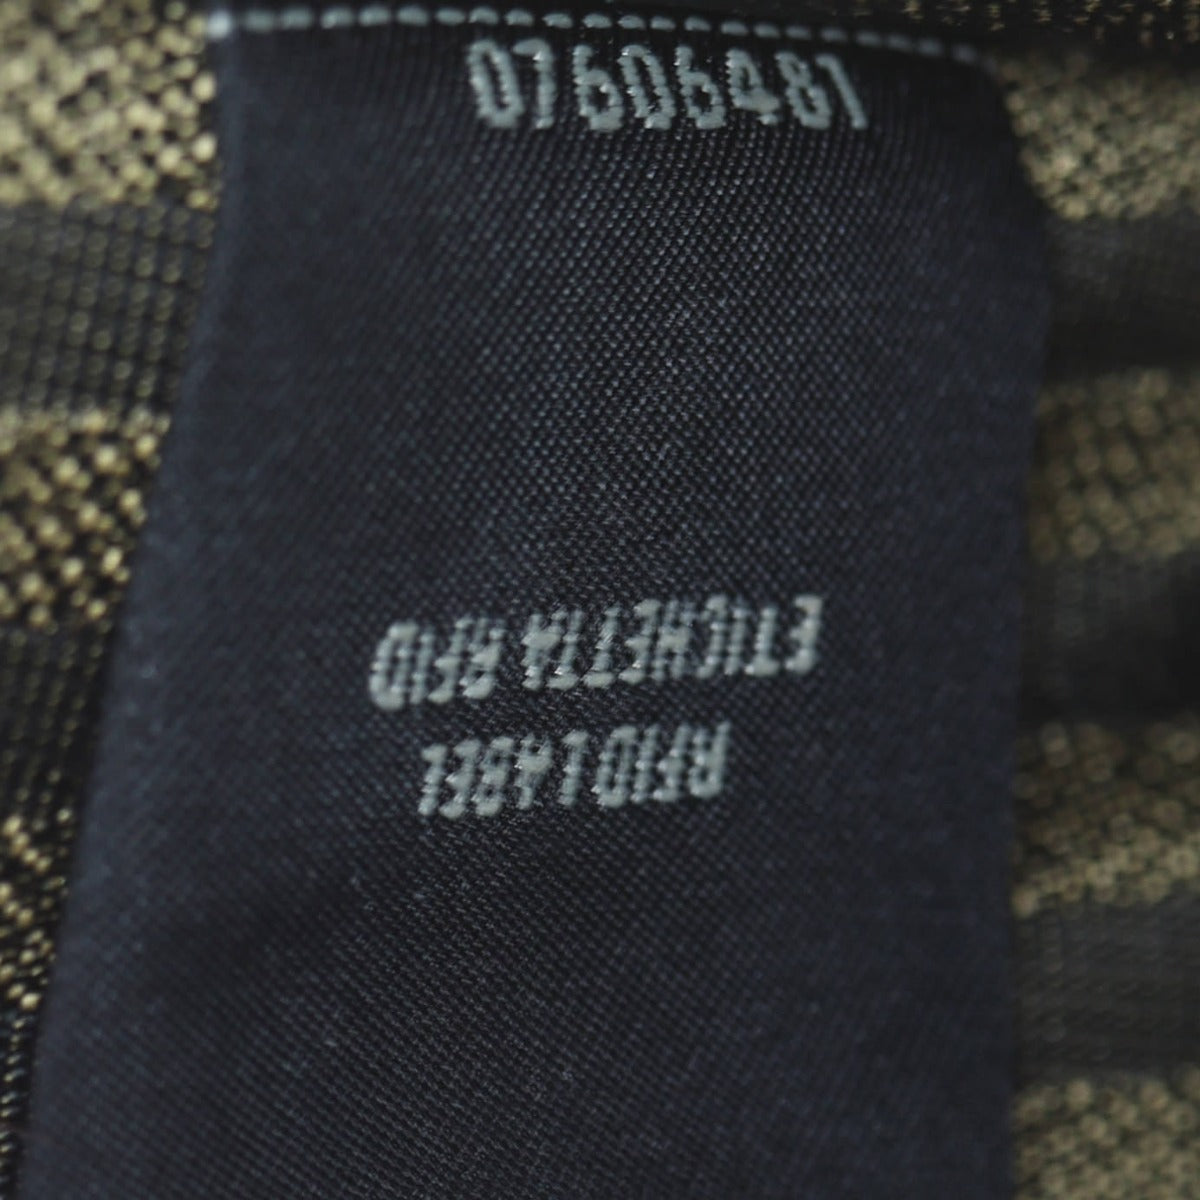 07606481
ETICHETTA RFID
RFID LABEL